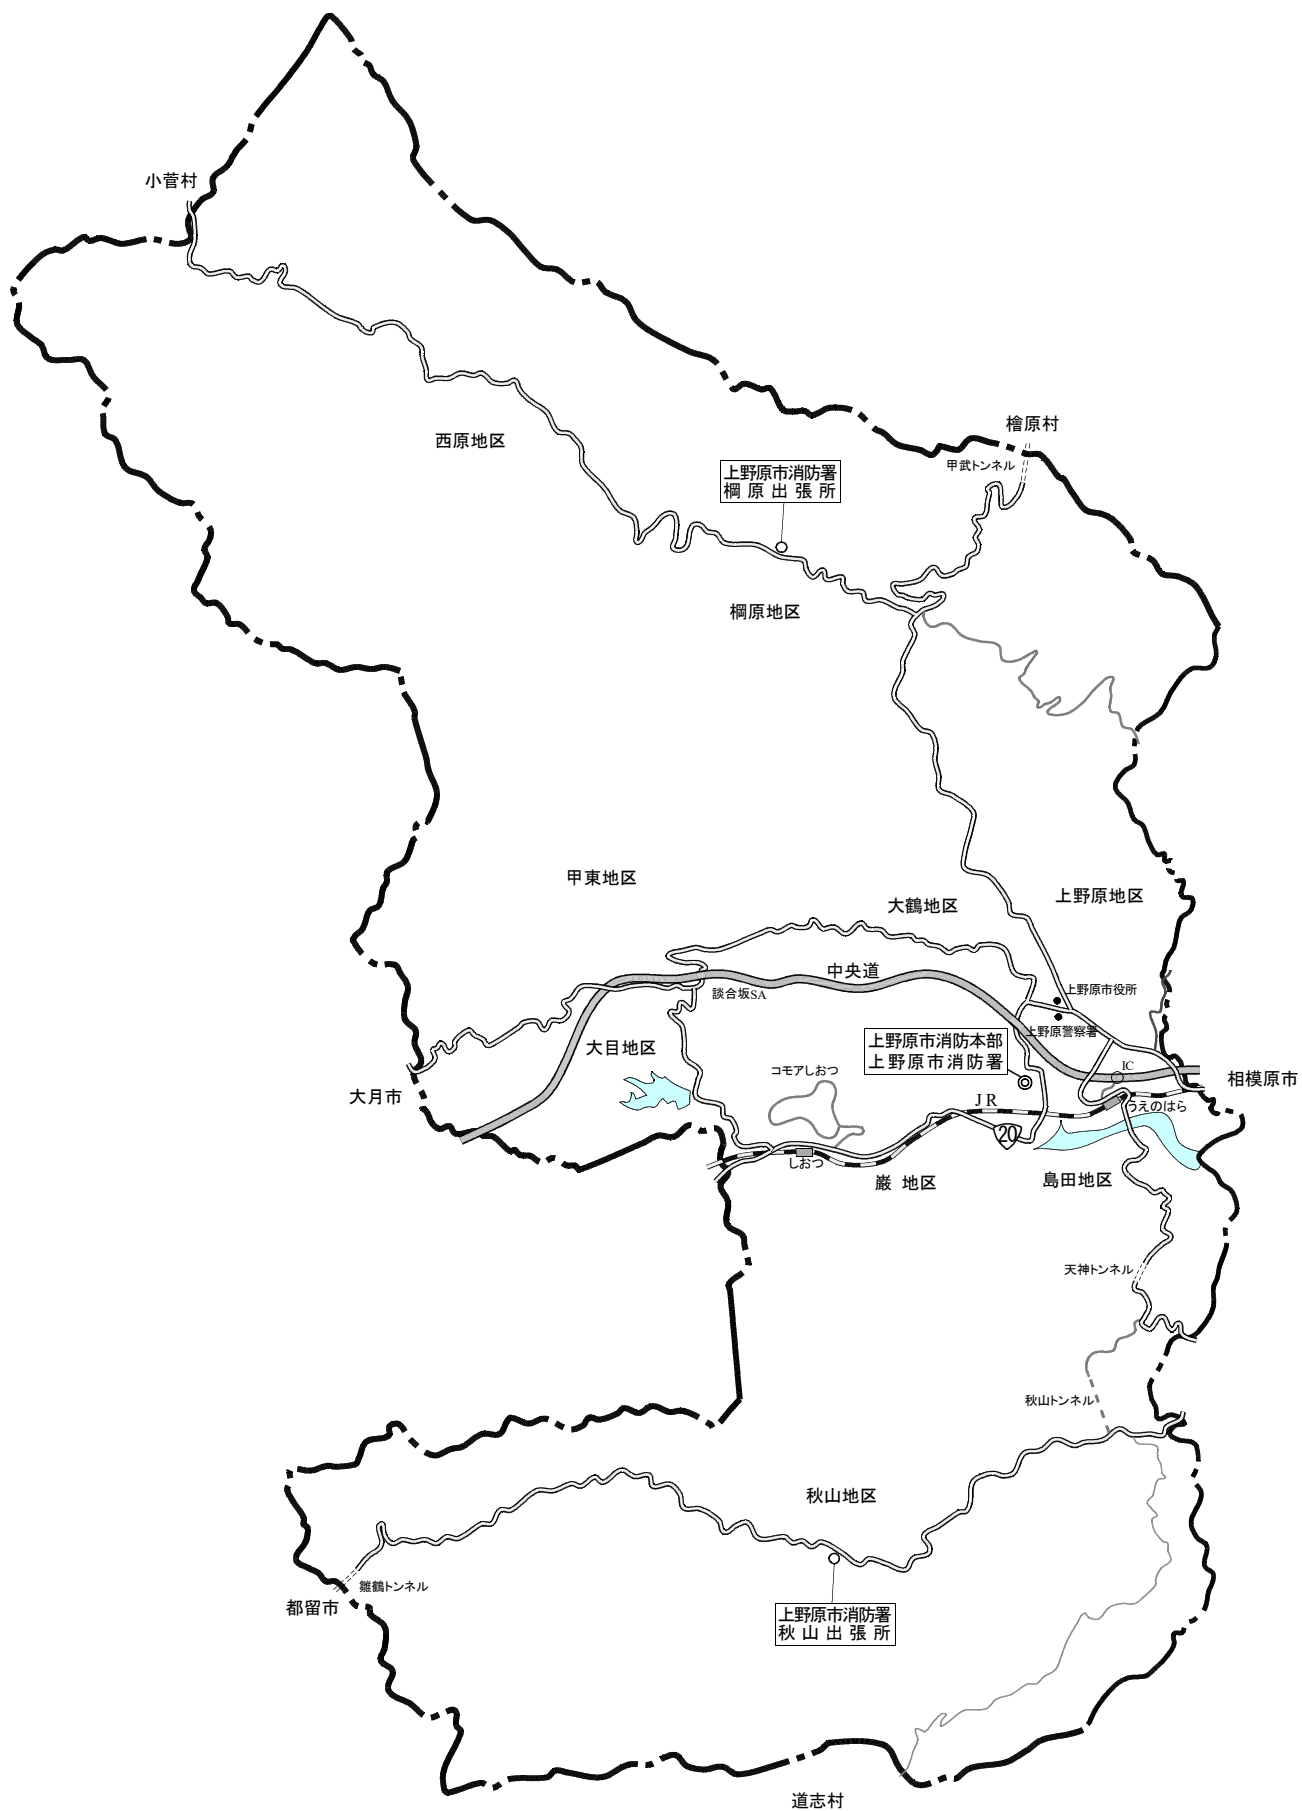 小菅村
檜原村
西原地区
甲武トンネル
上野原市消防署
棡原出張所
棡原地区
甲東地区
上野原地区
大鶴地区
中央道
談合坂SA
上野原市役所
上野原警察署
上野原市消防本部
上野原市消防署
大目地区
コモアしおつ
IC
相模原市
大月市
JR
うえのはら
20
しおつ
巌 地区
島田地区
天神トンネル
秋山トンネル
秋山地区
雛鶴トンネル
都留市
上野原市消防署
秋山出張所
道志村